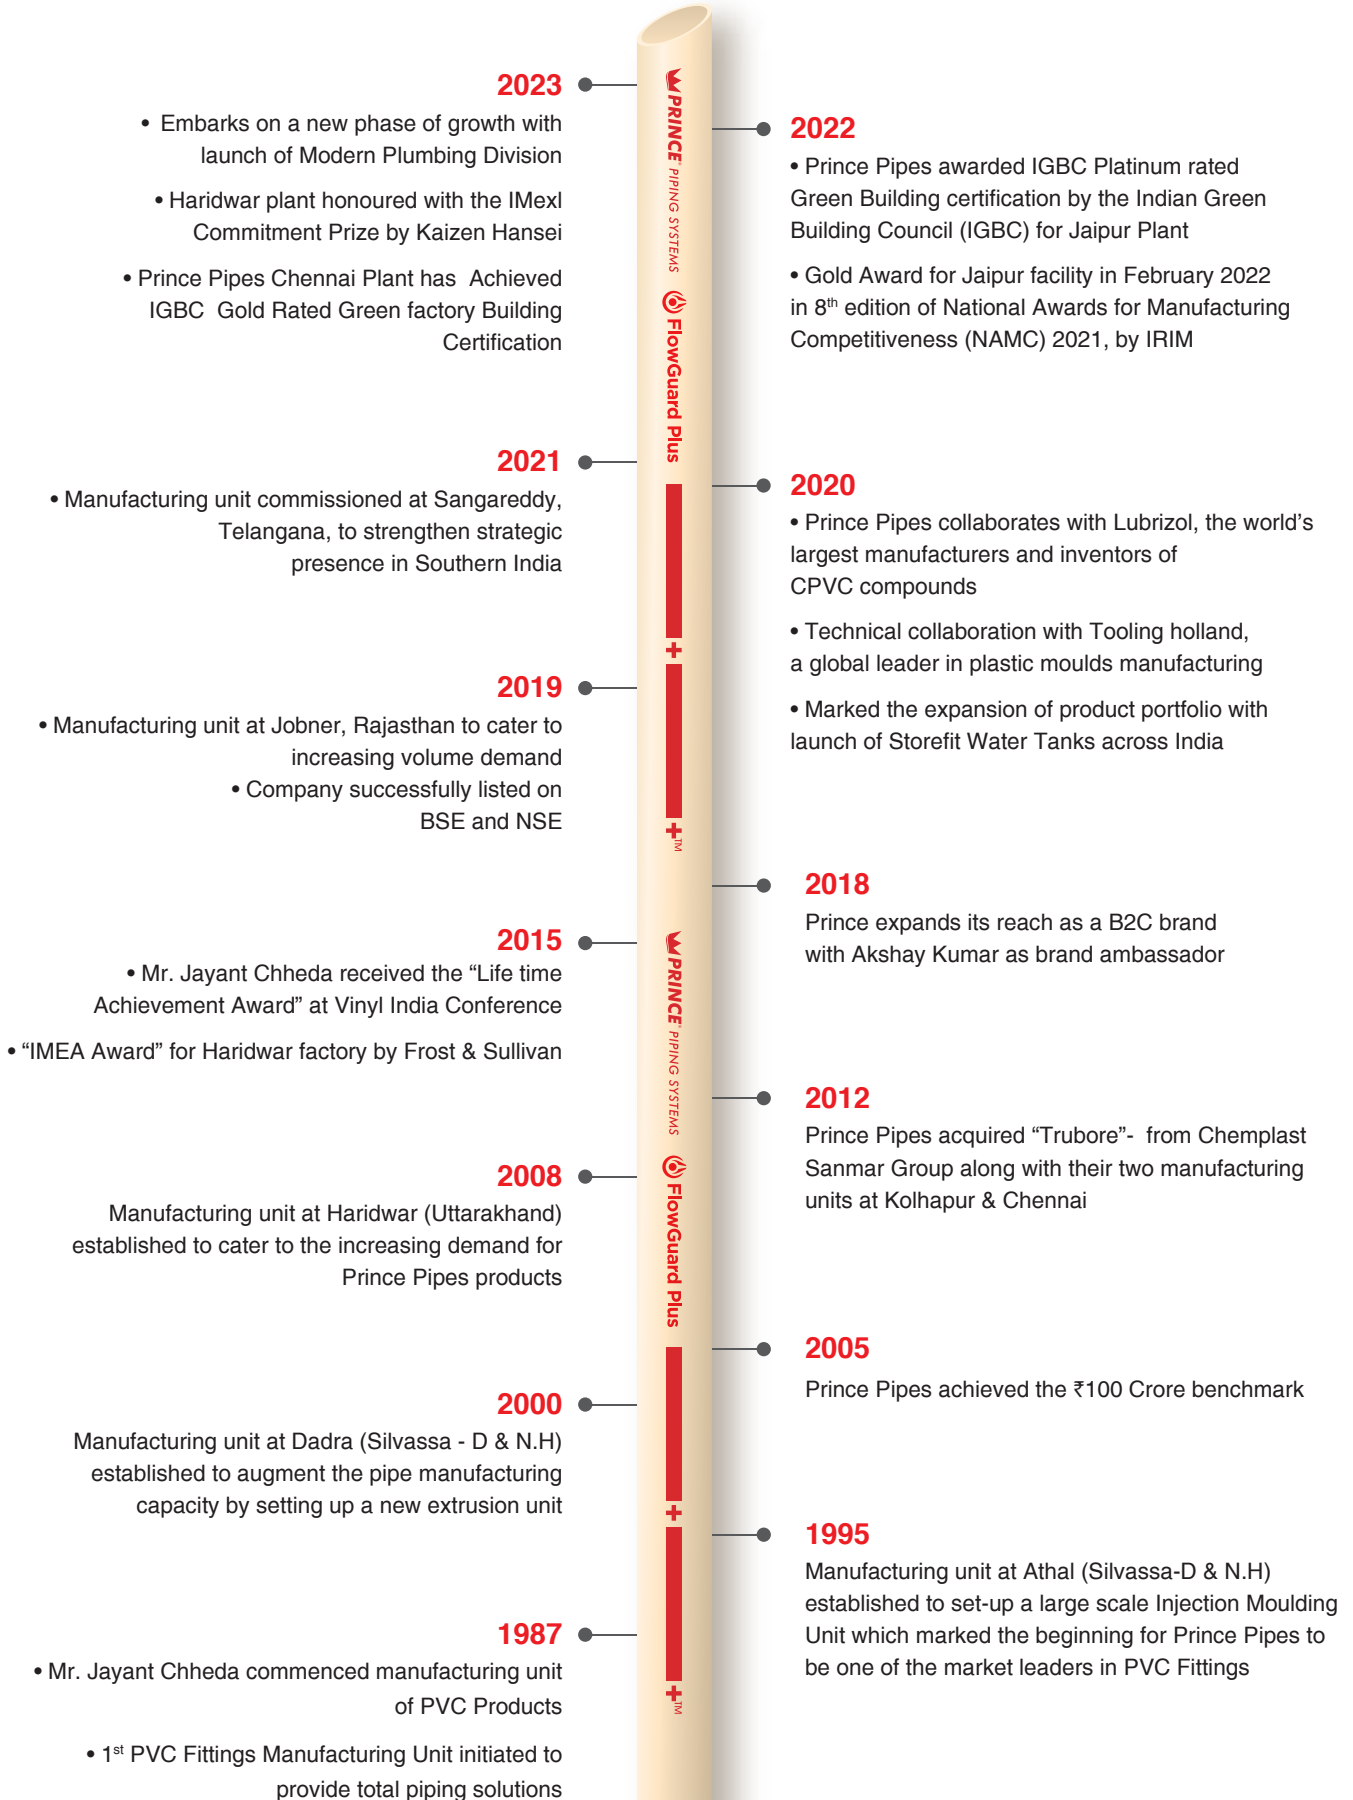 2023
• Embarks on a new phase of growth with
launch of Modern Plumbing Division
• Haridwar plant honoured with the IMexl
Commitment Prize by Kaizen Hansei
• Prince Pipes Chennai Plant has Achieved
IGBC Gold Rated Green factory Building
Certification
2022
• Prince Pipes awarded IGBC Platinum rated
Green Building certification by the Indian Green
Building Council (IGBC) for Jaipur Plant
• Gold Award for Jaipur facility in February 2022
in 8th edition of National Awards for Manufacturing
Competitiveness (NAMC) 2021, by IRIM
2021
• Manufacturing unit commissioned at Sangareddy,
Telangana, to strengthen strategic
presence in Southern India
2020
• Prince Pipes collaborates with Lubrizol, the world’s
largest manufacturers and inventors of
CPVC compounds
• Technical collaboration with Tooling holland,
a global leader in plastic moulds manufacturing
• Marked the expansion of product portfolio with
launch of Storefit Water Tanks across India
2019
• Manufacturing unit at Jobner, Rajasthan to cater to
increasing volume demand
• Company successfully listed on
BSE and NSE
2018
Prince expands its reach as a B2C brand
with Akshay Kumar as brand ambassador
2015
• Mr. Jayant Chheda received the “Life time
Achievement Award” at Vinyl India Conference
• “IMEA Award” for Haridwar factory by Frost & Sullivan
2012
Prince Pipes acquired “Trubore”- from Chemplast
Sanmar Group along with their two manufacturing
units at Kolhapur & Chennai
2008
Manufacturing unit at Haridwar (Uttarakhand)
established to cater to the increasing demand for
Prince Pipes products
2005
Prince Pipes achieved the ₹100 Crore benchmark
2000
Manufacturing unit at Dadra (Silvassa - D & N.H)
established to augment the pipe manufacturing
capacity by setting up a new extrusion unit
1995
Manufacturing unit at Athal (Silvassa-D & N.H)
established to set-up a large scale Injection Moulding
Unit which marked the beginning for Prince Pipes to
be one of the market leaders in PVC Fittings
1987
• Mr. Jayant Chheda commenced manufacturing unit
of PVC Products
• 1st PVC Fittings Manufacturing Unit initiated to
provide total piping solutions
PRINCE® PIPING SYSTEMS FlowGuard Plus + +™
PRINCE® PIPING SYSTEMS FlowGuard Plus + +™